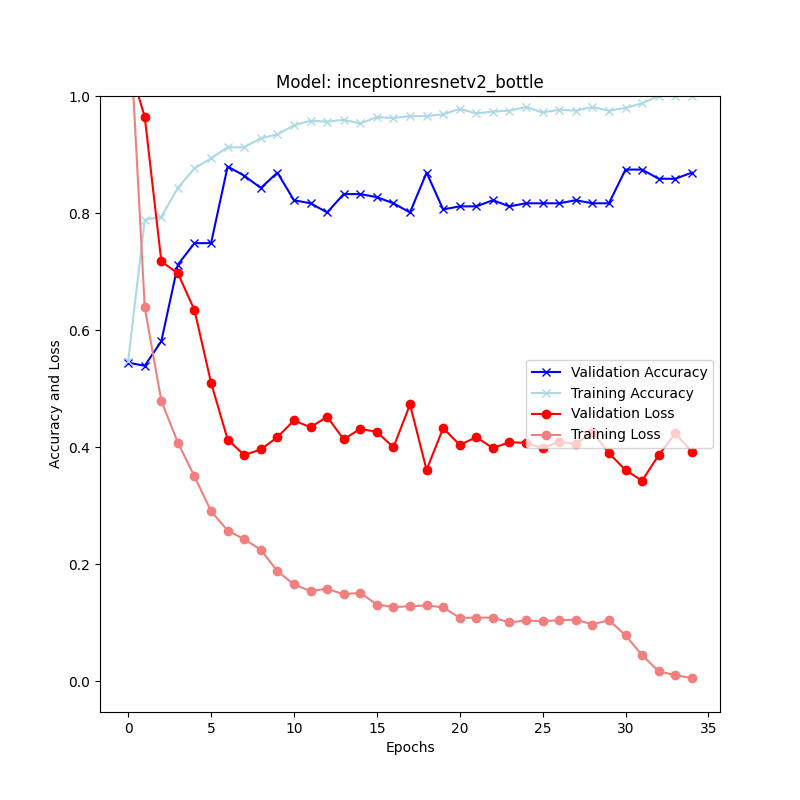 Model: inceptionresnetv2_bottle
1.0
0.8
0.6
0.4
0.2
0.0
Accuracy and Loss
Validation Accuracy
Training Accuracy
Validation Loss
Training Loss
0 5 10 15 20 25 30 35
Epochs